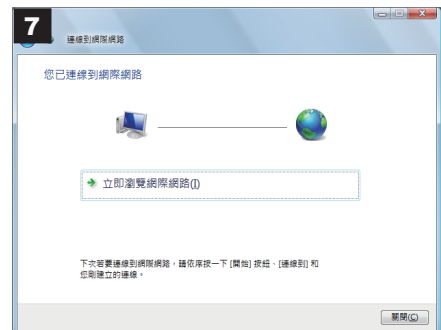 7
連線到網際網路
您已連線到網際網路
立即瀏覽網際網路(I)
下次若要連線到網際網路，請依序按一下 [開始] 按鈕、[連線到] 和
您剛建立的連線。
關閉(C)